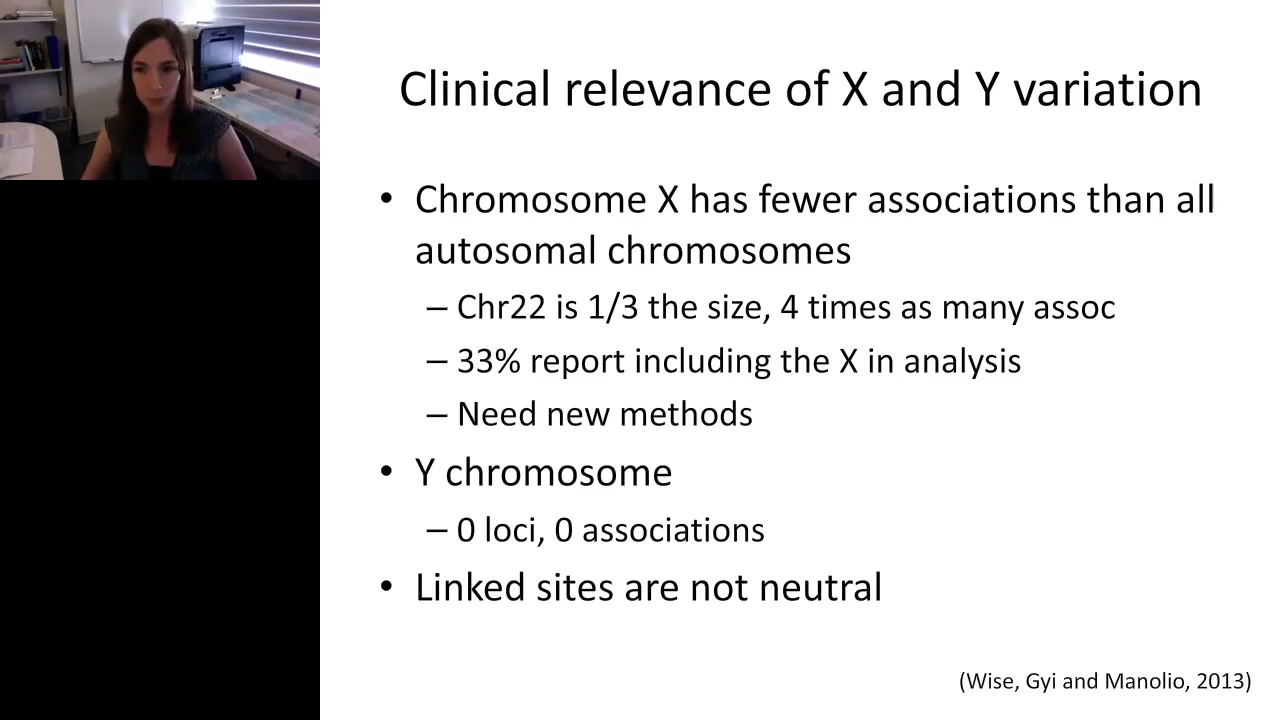 Clinical relevance of X and Y variation
• Chromosome X has fewer associations than all
autosomal chromosomes
– Chr22 is 1/3 the size, 4 times as many assoc
– 33% report including the X in analysis
– Need new methods
• Y chromosome
– 0 loci, 0 associations
• Linked sites are not neutral
(Wise, Gyi and Manolio, 2013)